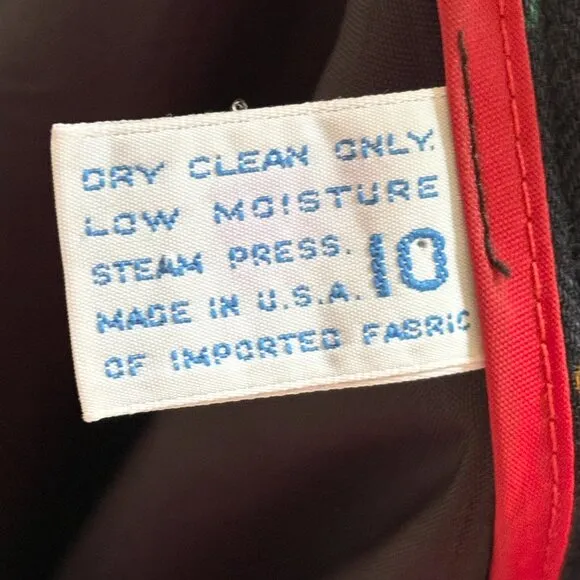 DRY CLEAN ONLY.
LOW MOISTURE
STEAM PRESS.
MADE IN U.S.A. 10
OF IMPORTED FABRIC